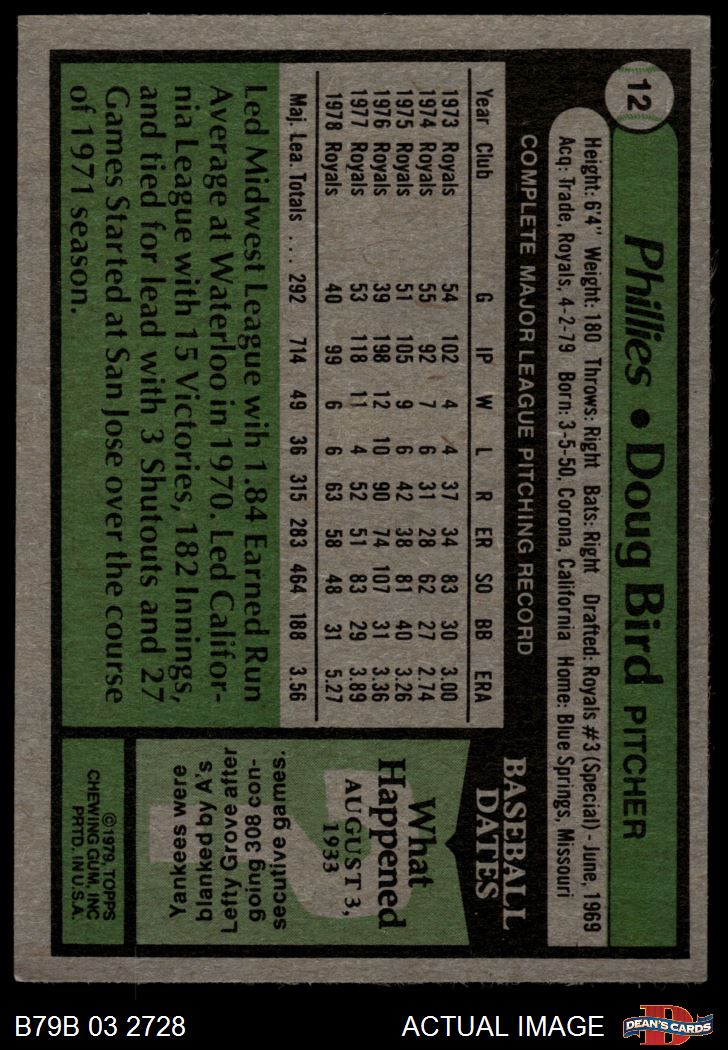 12
Phillies • Doug Bird PITCHER
Height: 6'4" Weight: 180 Throws: Right Bats: Right Drafted: Royals #3 (Special) - June, 1969
Acq: Trade, Royals, 4-2-79 Born: 3-5-50, Corona, California Home: Blue Springs, Missouri
COMPLETE MAJOR LEAGUE PITCHING RECORD
Year Club G IP W L R ER SO BB ERA
1973 Royals 54 102 4 4 37 34 83 30 3.00
1974 Royals 55 92 7 6 31 28 62 27 2.74
1975 Royals 51 105 9 6 42 38 81 40 3.26
1976 Royals 39 198 12 10 90 74 107 31 3.36
1977 Royals 53 118 11 4 52 51 83 29 3.89
1978 Royals 40 99 6 6 63 58 48 31 5.27
Maj. Lea. Totals .... 292 714 49 36 315 283 464 188 3.56
Led Midwest League wih 1.84 Earned Run
Average at Waterloo in 1970. Led Califor-
nia League with 15 Victories, 182 Innings,
and tied for lead with 3 Shutouts and 27
Games Started at San Jose over the course
of 1971 season.
BASEBALL
DATES
What
Happened
AUGUST 3,
1933
Yankees were
blanked by A's
Lefty Grove after
going 308 con-
secutive games.
©1979, TOPPS
CHEWING GUM, INC
PRTD. IN U.S.A.
B79B 03 2728
ACTUAL IMAGE
D
DEAN'S CARDS